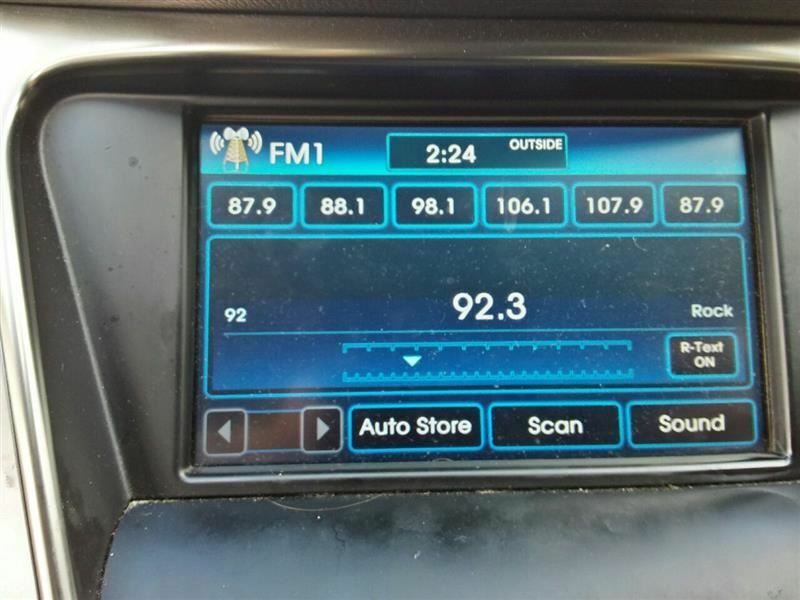 FM1 2:24 OUTSIDE
87.9 88.1 98.1 106.1 107.9 87.9
92 92.3 Rock
R-Text
ON
Auto Store Scan Sound